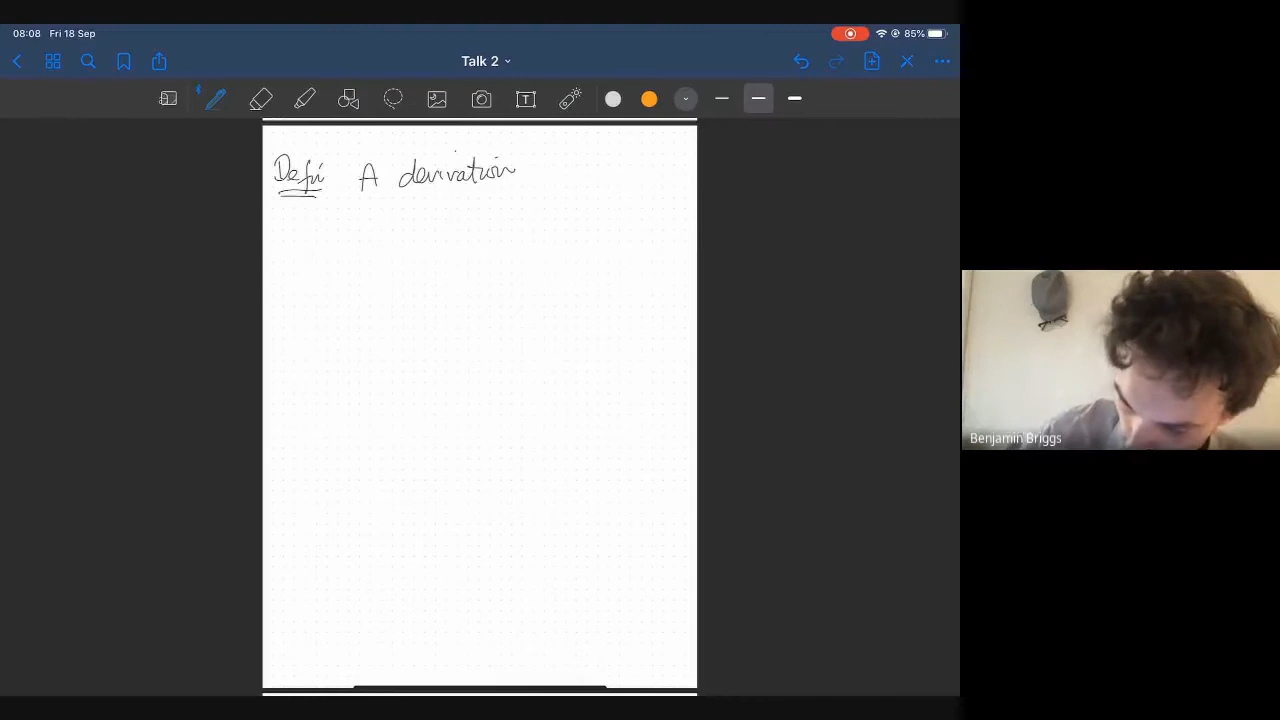 08:08 Fri 18 Sep
85%
Talk 2
T
Defn A derivation
Benjamin Briggs